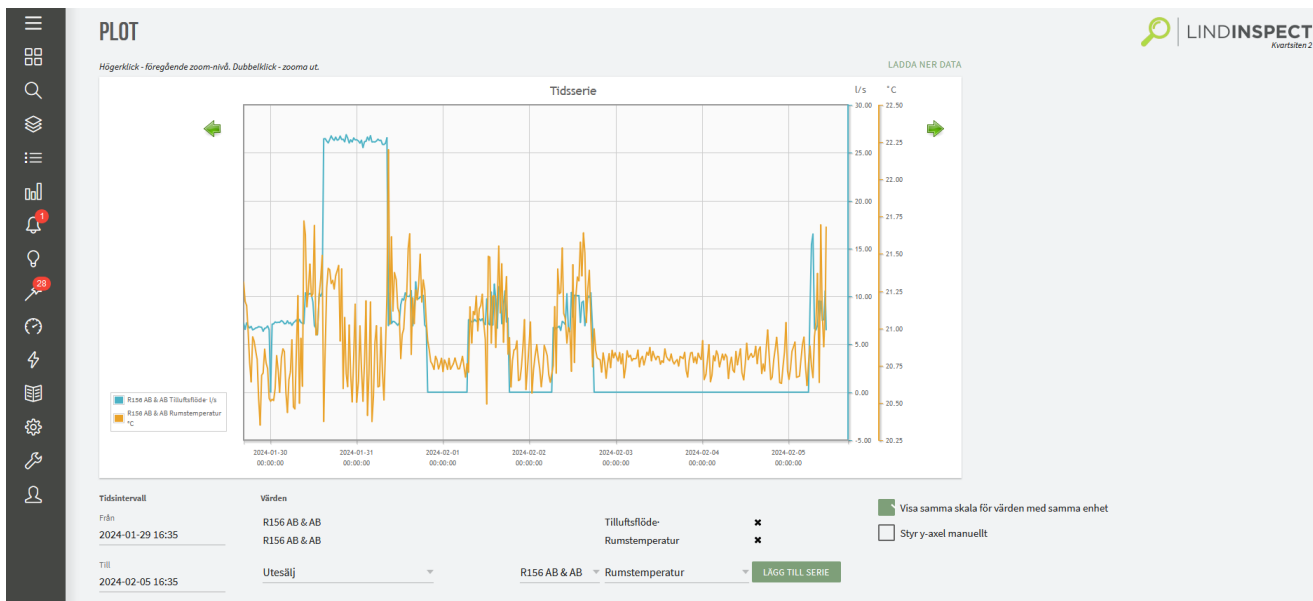 PLOT
LINDINSPECT
Kvartsiten 2
Högerklick - föregående zoom-nivå. Dubbelklick - zooma ut.
LADDA NER DATA
Tidsserie
l/s
°C
30.00
22.50
25.00
22.25
22.00
20.00
21.75
15.00
21.50
10.00
21.25
21.00
5.00
20.75
0.00
20.50
-5.00
20.25
1
28
R156 AB & AB Tilluftsflöde· l/s
R156 AB & AB Rumstemperatur
°C
2024-01-30
00:00:00
2024-01-31
00:00:00
2024-02-01
00:00:00
2024-02-02
00:00:00
2024-02-03
00:00:00
2024-02-04
00:00:00
2024-02-05
00:00:00
Tidsintervall
Värden
Från
2024-01-29 16:35
R156 AB & AB Tilluftsflöde·
R156 AB & AB Rumstemperatur
Visa samma skala för värden med samma enhet
Styr y-axel manuellt
Till
2024-02-05 16:35
Utesälj
R156 AB & AB
Rumstemperatur
LÄGG TILL SERIE